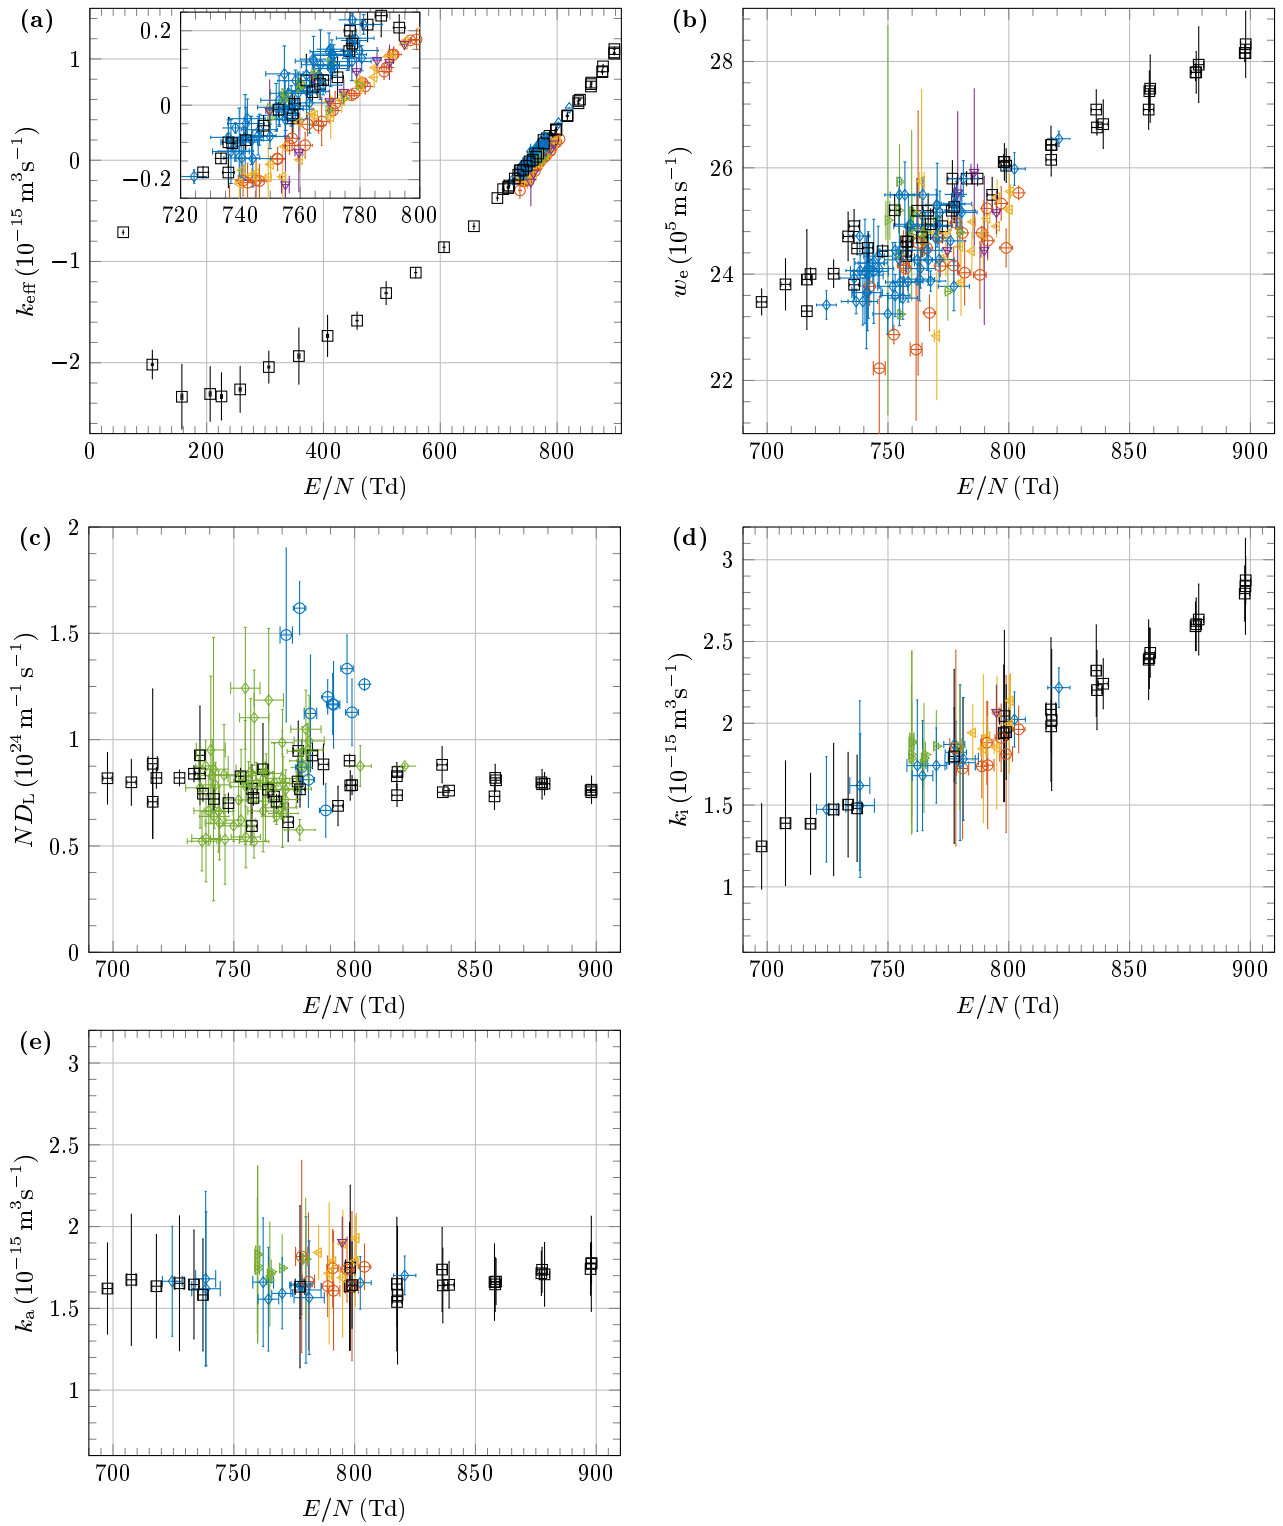 (a)
0.2
0
−0.2
720 740 760 780 800
1
0
−1
−2
k_eff (10^−15 m^3 s^−1)
0 200 400 600 800
E/N (Td)
(b)
28
26
24
22
w_e (10^5 m s^−1)
700 750 800 850 900
E/N (Td)
(c)
2
1.5
1
0.5
0
ND_L (10^24 m^−1 s^−1)
700 750 800 850 900
E/N (Td)
(d)
3
2.5
2
1.5
1
k_i (10^−15 m^3 s^−1)
700 750 800 850 900
E/N (Td)
(e)
3
2.5
2
1.5
1
k_a (10^−15 m^3 s^−1)
700 750 800 850 900
E/N (Td)